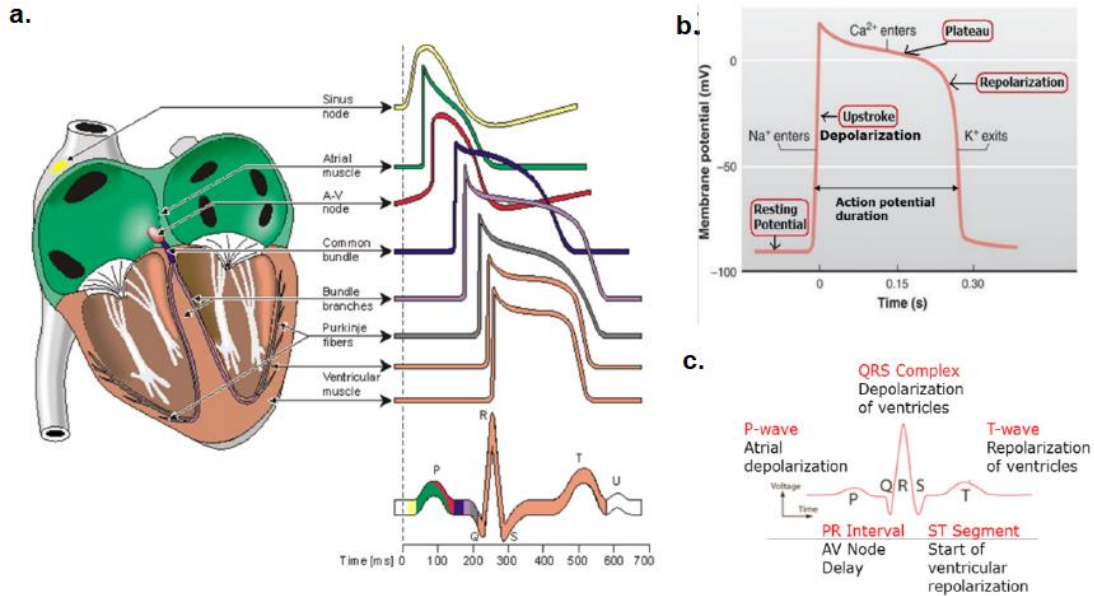 a.
Sinus
node
Atrial
muscle
A-V
node
Common
bundle
Bundle
branches
Purkinje
fibers
Ventricular
muscle
R
P
T
U
Q
S
Time [ms]
0 100 200 300 400 500 600 700
b.
Membrane potential (mV)
0
−50
−100
Ca²⁺ enters
Plateau
Repolarization
Upstroke
Na⁺ enters
Depolarization
K⁺ exits
Resting
Potential
Action potential
duration
0 0.15 0.30
Time (s)
c.
QRS Complex
Depolarization
of ventricles
P-wave
Atrial
depolarization
T-wave
Repolarization
of ventricles
Voltage
Time
P
Q R S
T
PR Interval
AV Node
Delay
ST Segment
Start of
ventricular
repolarization